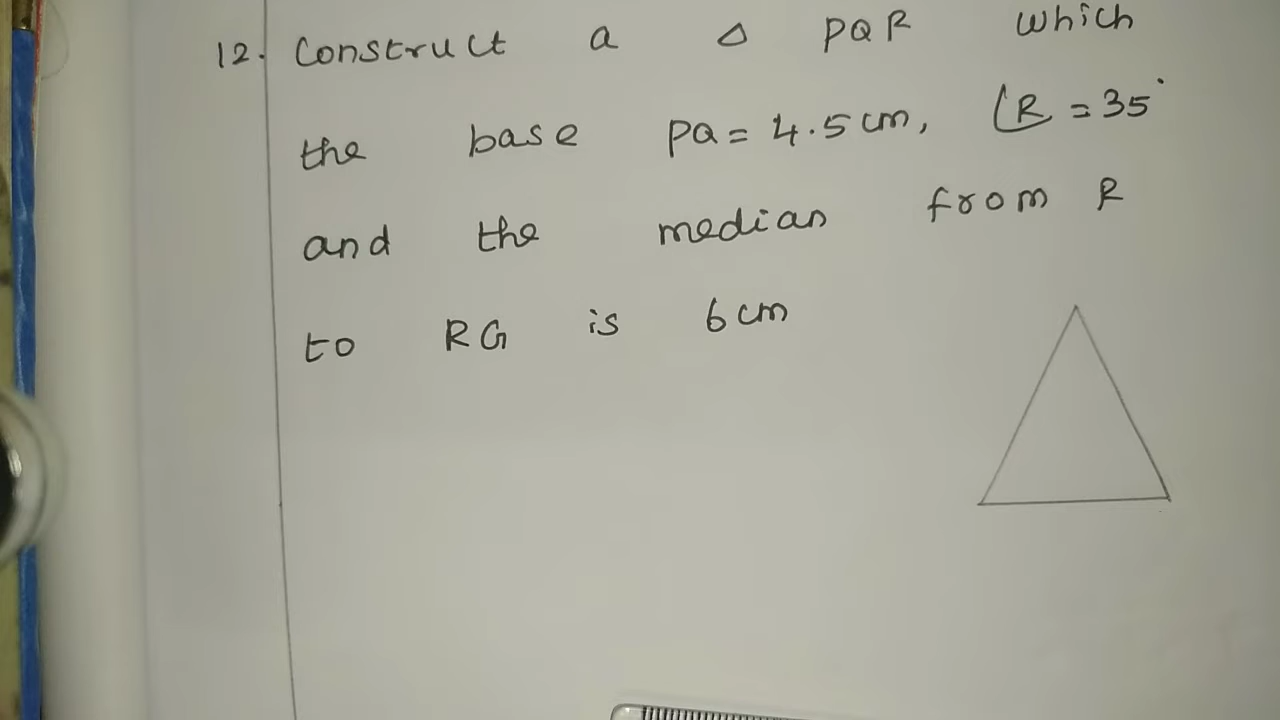 12. Construct a △ PQR which
the base PQ = 4.5 cm, ∠R = 35°
and the median from R
to RG is 6 cm